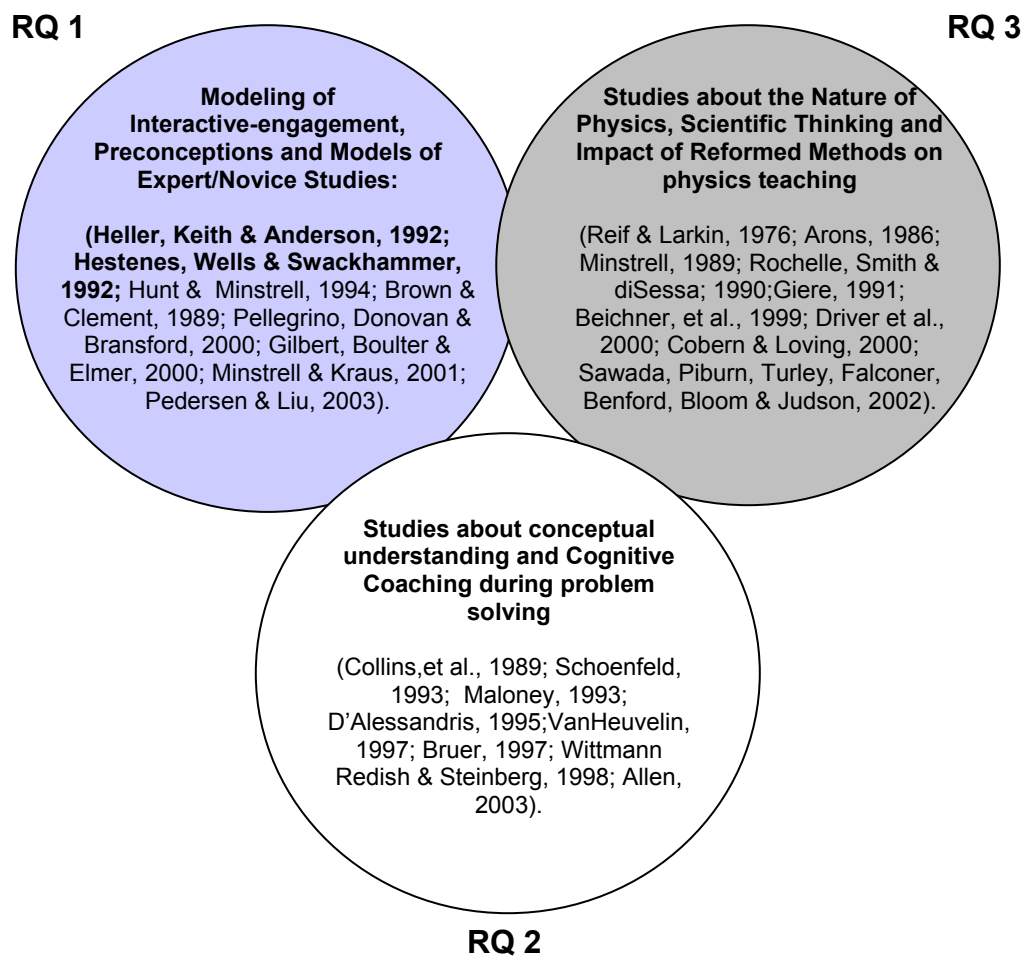 RQ 1
RQ 3
Modeling of
Interactive-engagement,
Preconceptions and Models of
Expert/Novice Studies:
(Heller, Keith & Anderson, 1992;
Hestenes, Wells & Swackhammer,
1992; Hunt & Minstrell, 1994; Brown &
Clement, 1989; Pellegrino, Donovan &
Bransford, 2000; Gilbert, Boulter &
Elmer, 2000; Minstrell & Kraus, 2001;
Pedersen & Liu, 2003).
Studies about the Nature of
Physics, Scientific Thinking and
Impact of Reformed Methods on
physics teaching
(Reif & Larkin, 1976; Arons, 1986;
Minstrell, 1989; Rochelle, Smith &
diSessa; 1990;Giere, 1991;
Beichner, et al., 1999; Driver et al.,
2000; Cobern & Loving, 2000;
Sawada, Piburn, Turley, Falconer,
Benford, Bloom & Judson, 2002).
Studies about conceptual
understanding and Cognitive
Coaching during problem
solving
(Collins,et al., 1989; Schoenfeld,
1993; Maloney, 1993;
D’Alessandris, 1995;VanHeuvelin,
1997; Bruer, 1997; Wittmann
Redish & Steinberg, 1998; Allen,
2003).
RQ 2